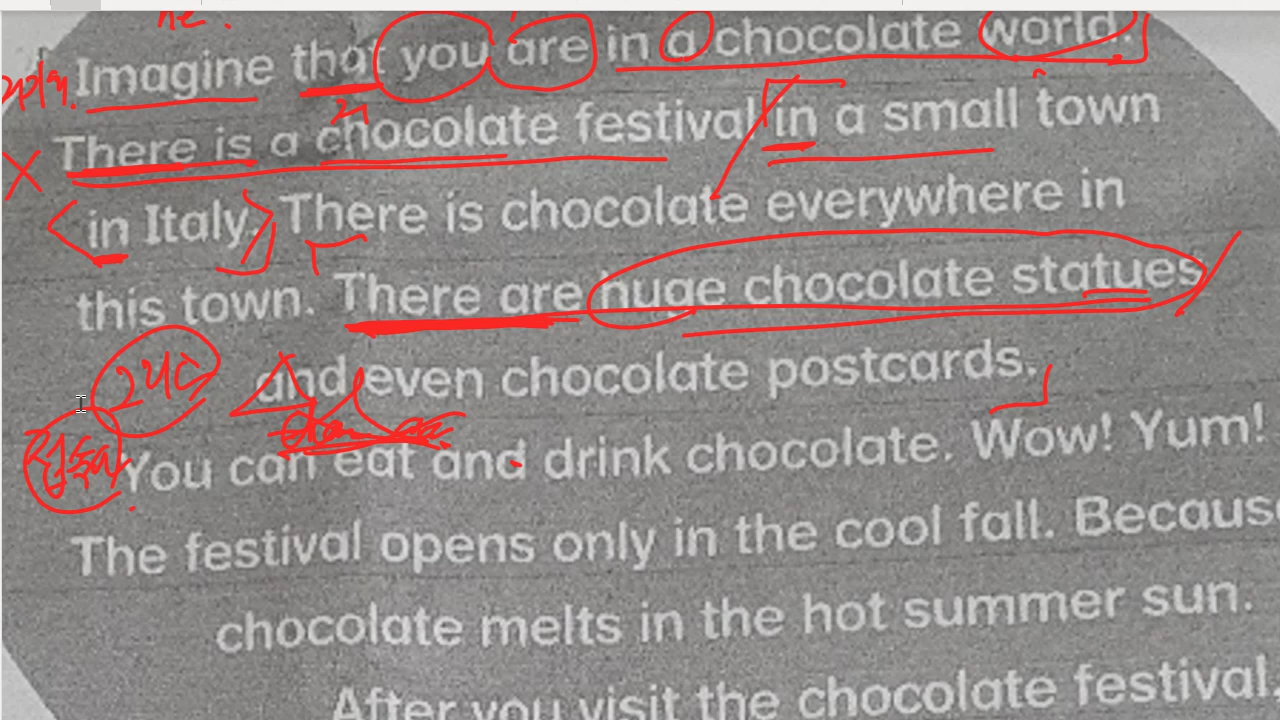 Imagine that you are in a chocolate world.
There is a chocolate festival in a small town
in Italy. There is chocolate everywhere in
this town. There are huge chocolate statues
and even chocolate postcards.
You can eat and drink chocolate. Wow! Yum!
The festival opens only in the cool fall. Becaus
chocolate melts in the hot summer sun.
After you visit the chocolate festival.